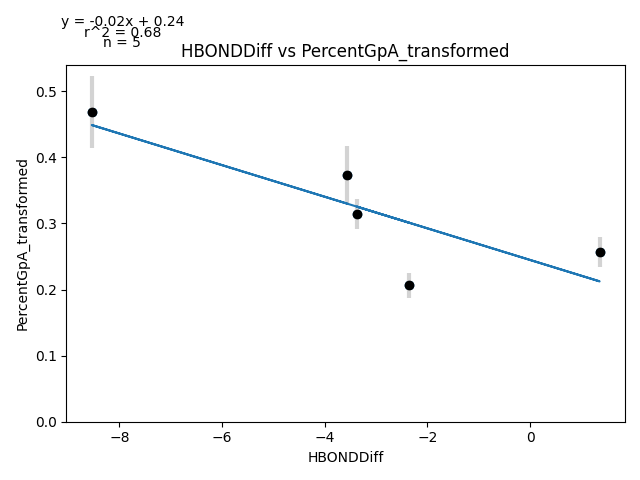 y = -0.02x + 0.24
r^2 = 0.68
n = 5
HBONDDiff vs PercentGpA_transformed
PercentGpA_transformed
0.5
0.4
0.3
0.2
0.1
0.0
−8
−6
−4
−2
0
HBONDDiff